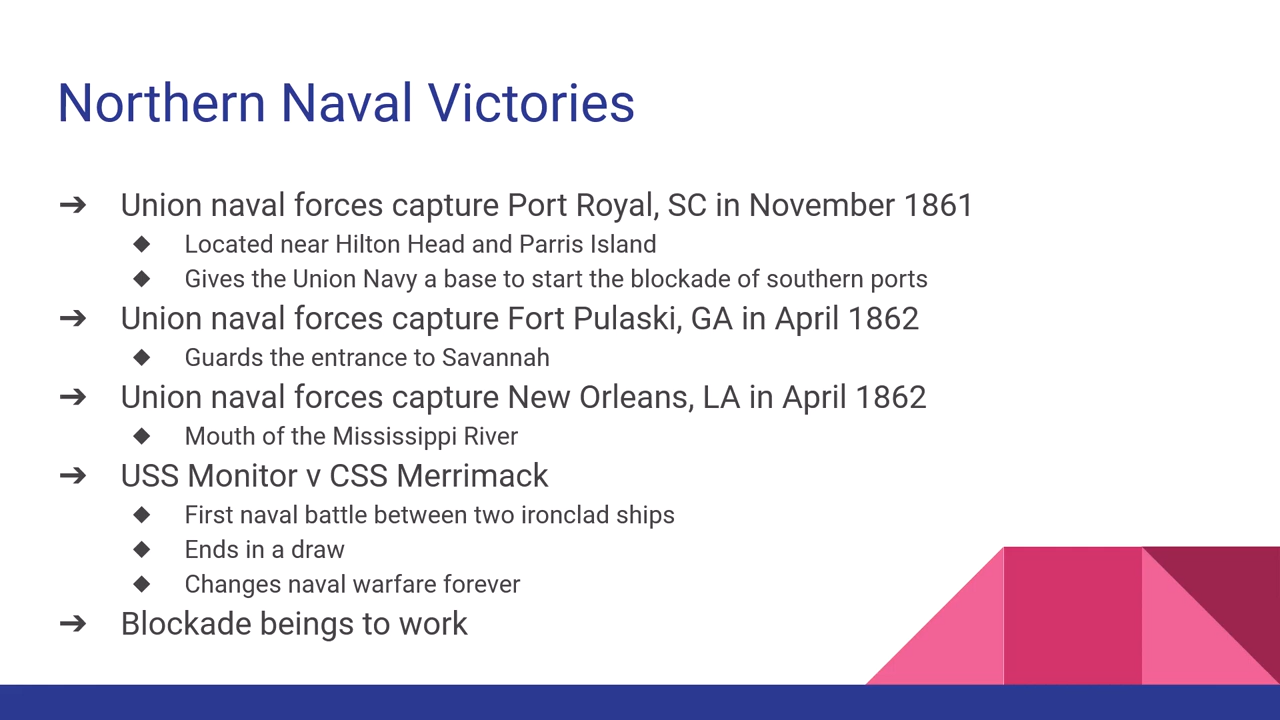 Northern Naval Victories
➔ Union naval forces capture Port Royal, SC in November 1861
◆ Located near Hilton Head and Parris Island
◆ Gives the Union Navy a base to start the blockade of southern ports
➔ Union naval forces capture Fort Pulaski, GA in April 1862
◆ Guards the entrance to Savannah
➔ Union naval forces capture New Orleans, LA in April 1862
◆ Mouth of the Mississippi River
➔ USS Monitor v CSS Merrimack
◆ First naval battle between two ironclad ships
◆ Ends in a draw
◆ Changes naval warfare forever
➔ Blockade beings to work